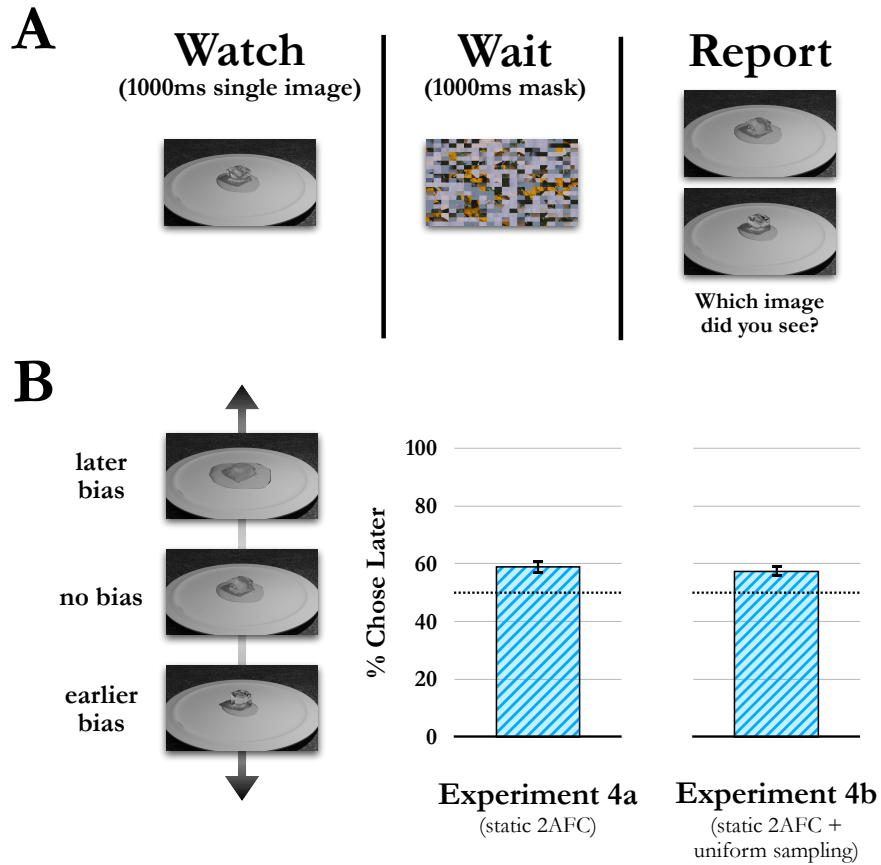 A
Watch
(1000ms single image)
Wait
(1000ms mask)
Report
Which image
did you see?
B
later
bias
no bias
earlier
bias
% Chose Later
100
80
60
40
20
0
Experiment 4a
(static 2AFC)
Experiment 4b
(static 2AFC +
uniform sampling)